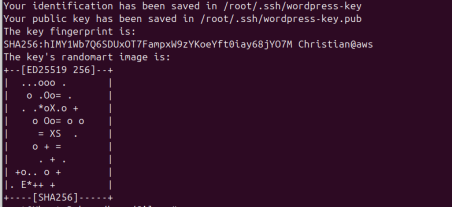 Your identification has been saved in /root/.ssh/wordpress-key
Your public key has been saved in /root/.ssh/wordpress-key.pub
The key fingerprint is:
SHA256:hIMY1Wb7Q6SDUxOT7FampxW9zYKoeYft0iay68jYO7M Christian@aws
The key's randomart image is:
+--[ED25519 256]--+
|  ...ooo .       |
|   o .Oo= .      |
|  . .*oX.o +     |
|    o Oo= o o    |
|     = XS  .     |
|    o + =        |
|     . + .       |
| +o.. o +        |
|. E*++ +         |
+----[SHA256]-----+